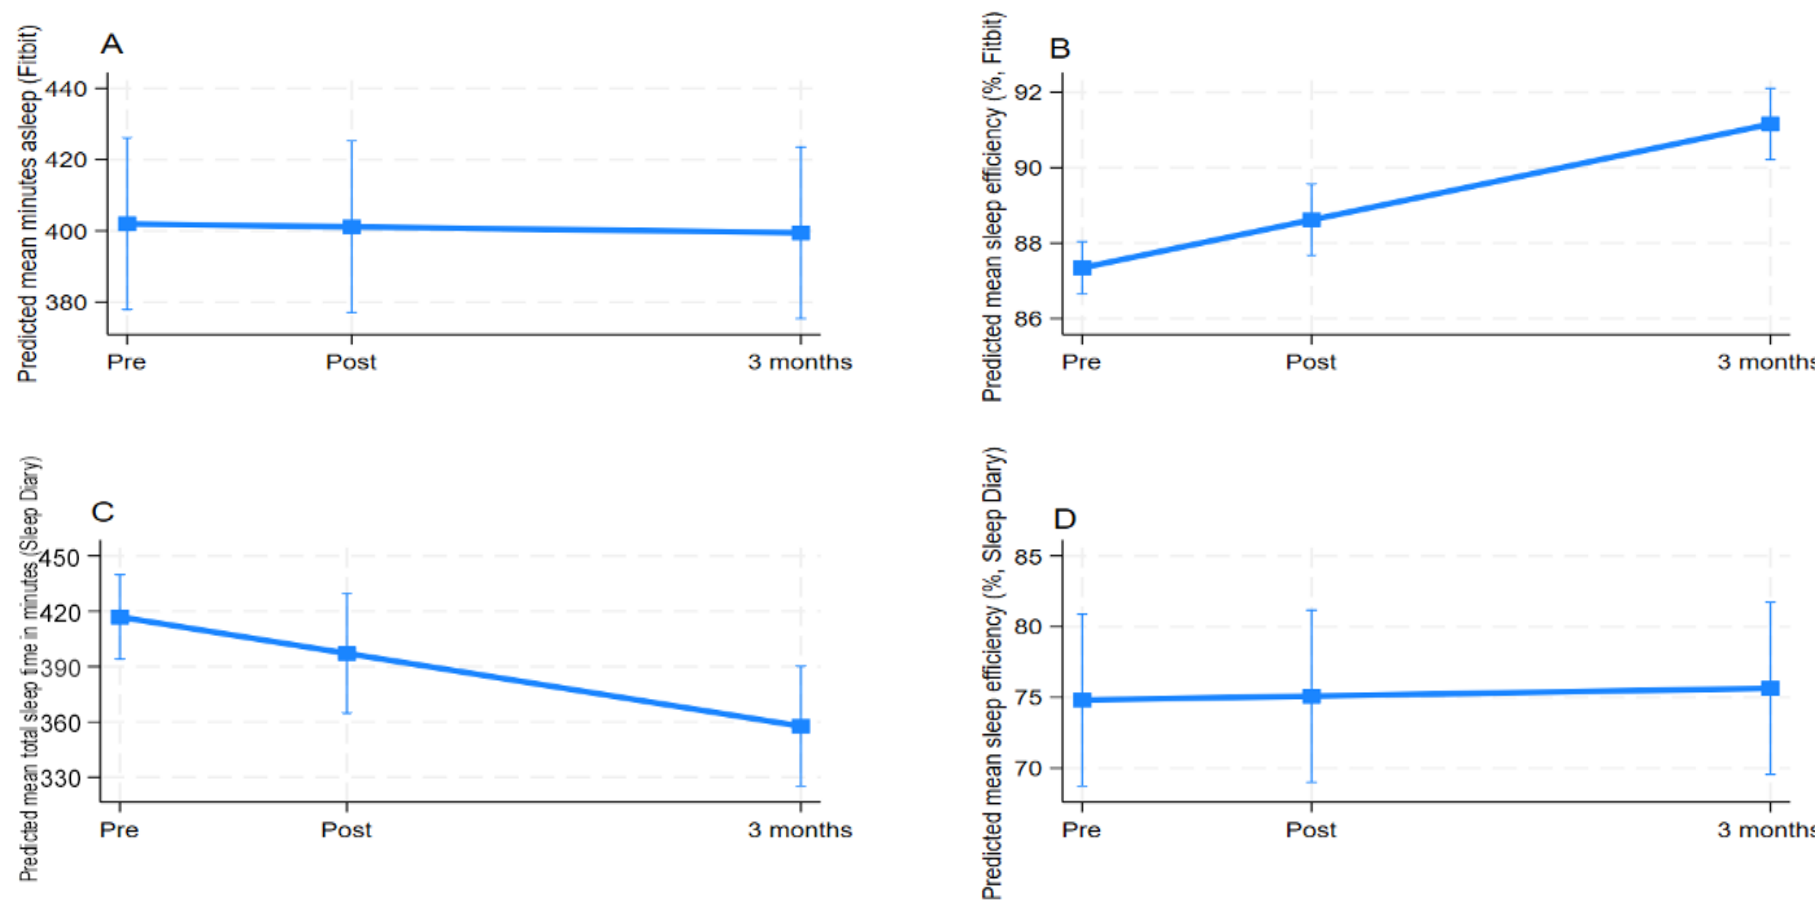 A
Predicted mean minutes asleep (Fitbit)
440
420
400
380
Pre Post 3 months
B
Predicted mean sleep efficiency (%, Fitbit)
92
90
88
86
Pre Post 3 months
C
Predicted mean total sleep time in minutes (Sleep Diary)
450
420
390
360
330
Pre Post 3 months
D
Predicted mean sleep efficiency (%, Sleep Diary)
85
80
75
70
Pre Post 3 months